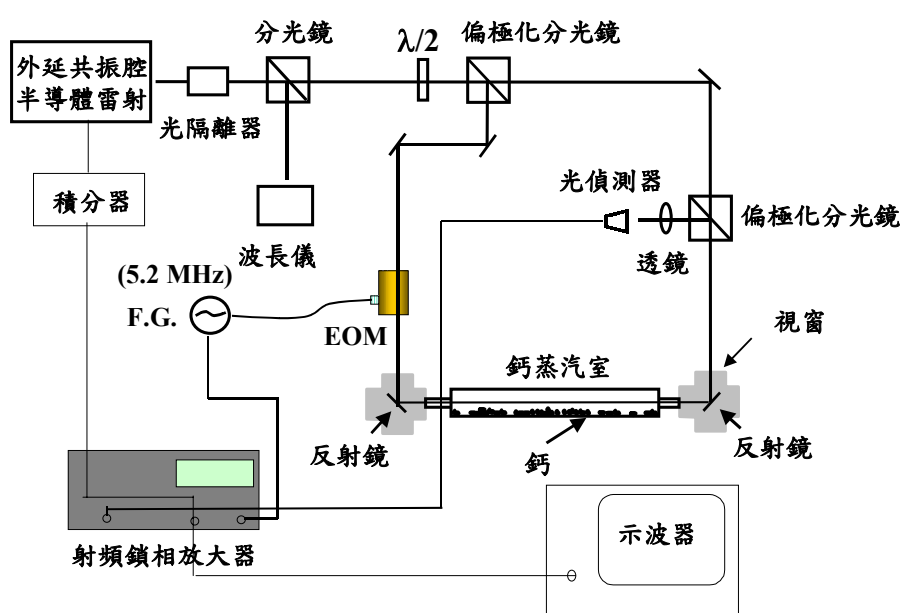 分光鏡
λ/2
偏極化分光鏡
外延共振腔
半導體雷射
光隔離器
積分器
波長儀
光偵測器
透鏡
偏極化分光鏡
(5.2 MHz)
F.G.
EOM
視窗
鈣蒸汽室
反射鏡
鈣
反射鏡
射頻鎖相放大器
示波器